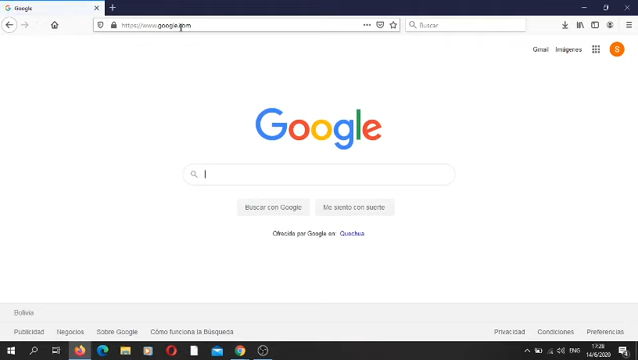 Google
https://www.google.com
Buscar
Gmail Imágenes
S
Google
Buscar con Google Me siento con suerte
Ofrecido por Google en: Quechua
Bolivia
Publicidad Negocios Sobre Google Cómo funciona la Búsqueda Privacidad Condiciones Preferencias
ENG
17:28
14/6/2020